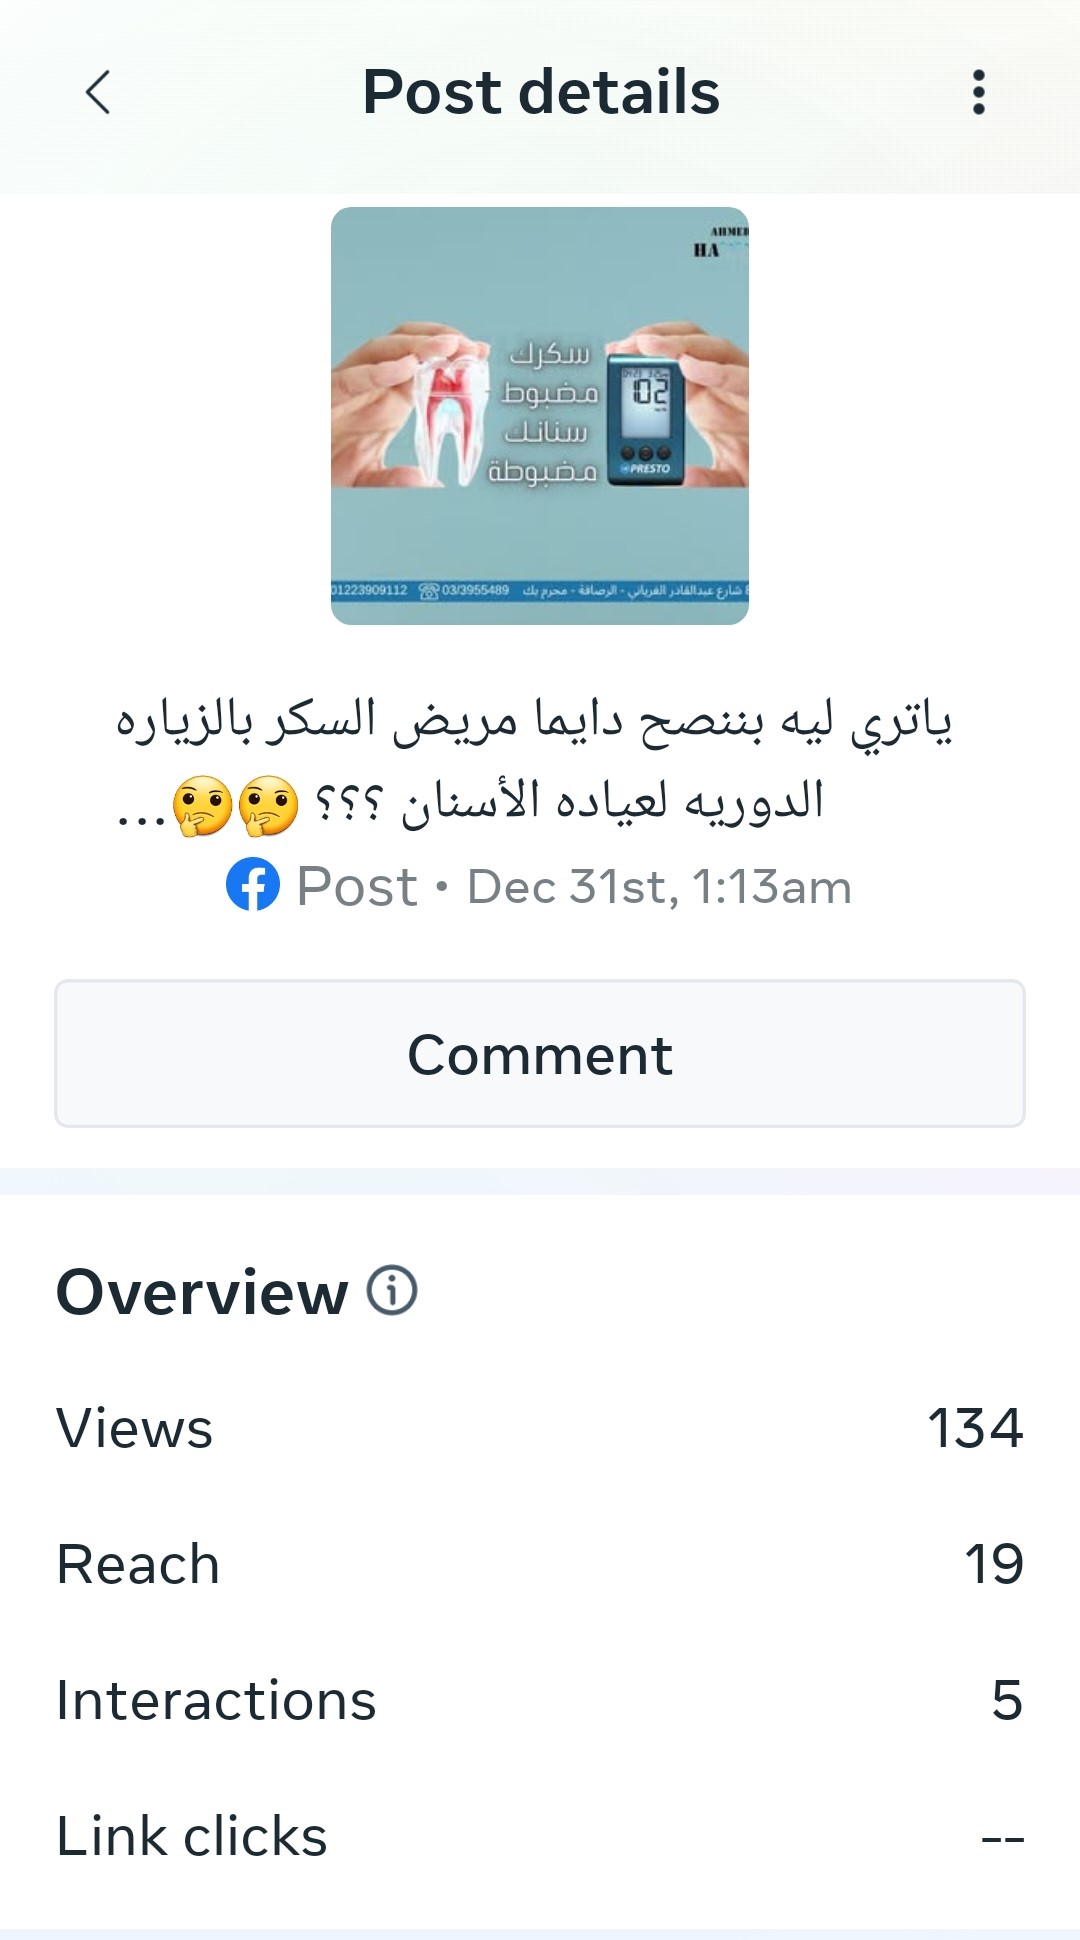 Post details
AHMED
HA
سكرك
مضبوط
سنانك
مضبوطة
102
PRESTO
شارع عبدالقادر الغرياني - الرصافة - محرم بك 03/3955489 01223909112
ياتري ليه بننصح دايما مريض السكر بالزياره
الدوريه لعياده الأسنان ؟؟؟ 🤔🤔...
Post • Dec 31st, 1:13am
Comment
Overview
Views 134
Reach 19
Interactions 5
Link clicks --